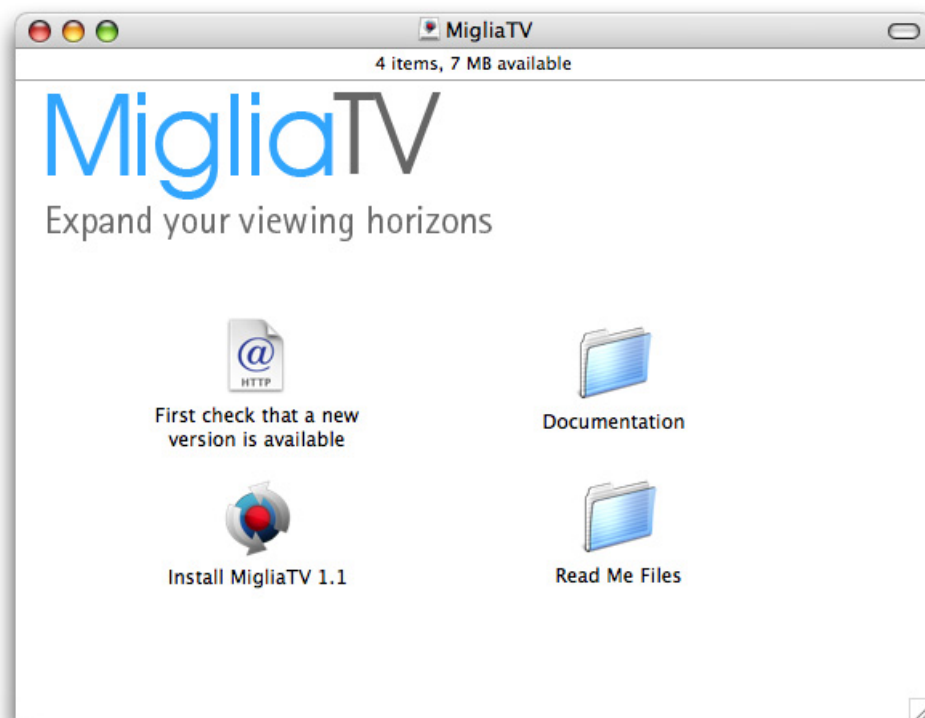 MigliaTV
4 items, 7 MB available
MigliaTV
Expand your viewing horizons
@
HTTP
First check that a new
version is available
Documentation
Install MigliaTV 1.1
Read Me Files